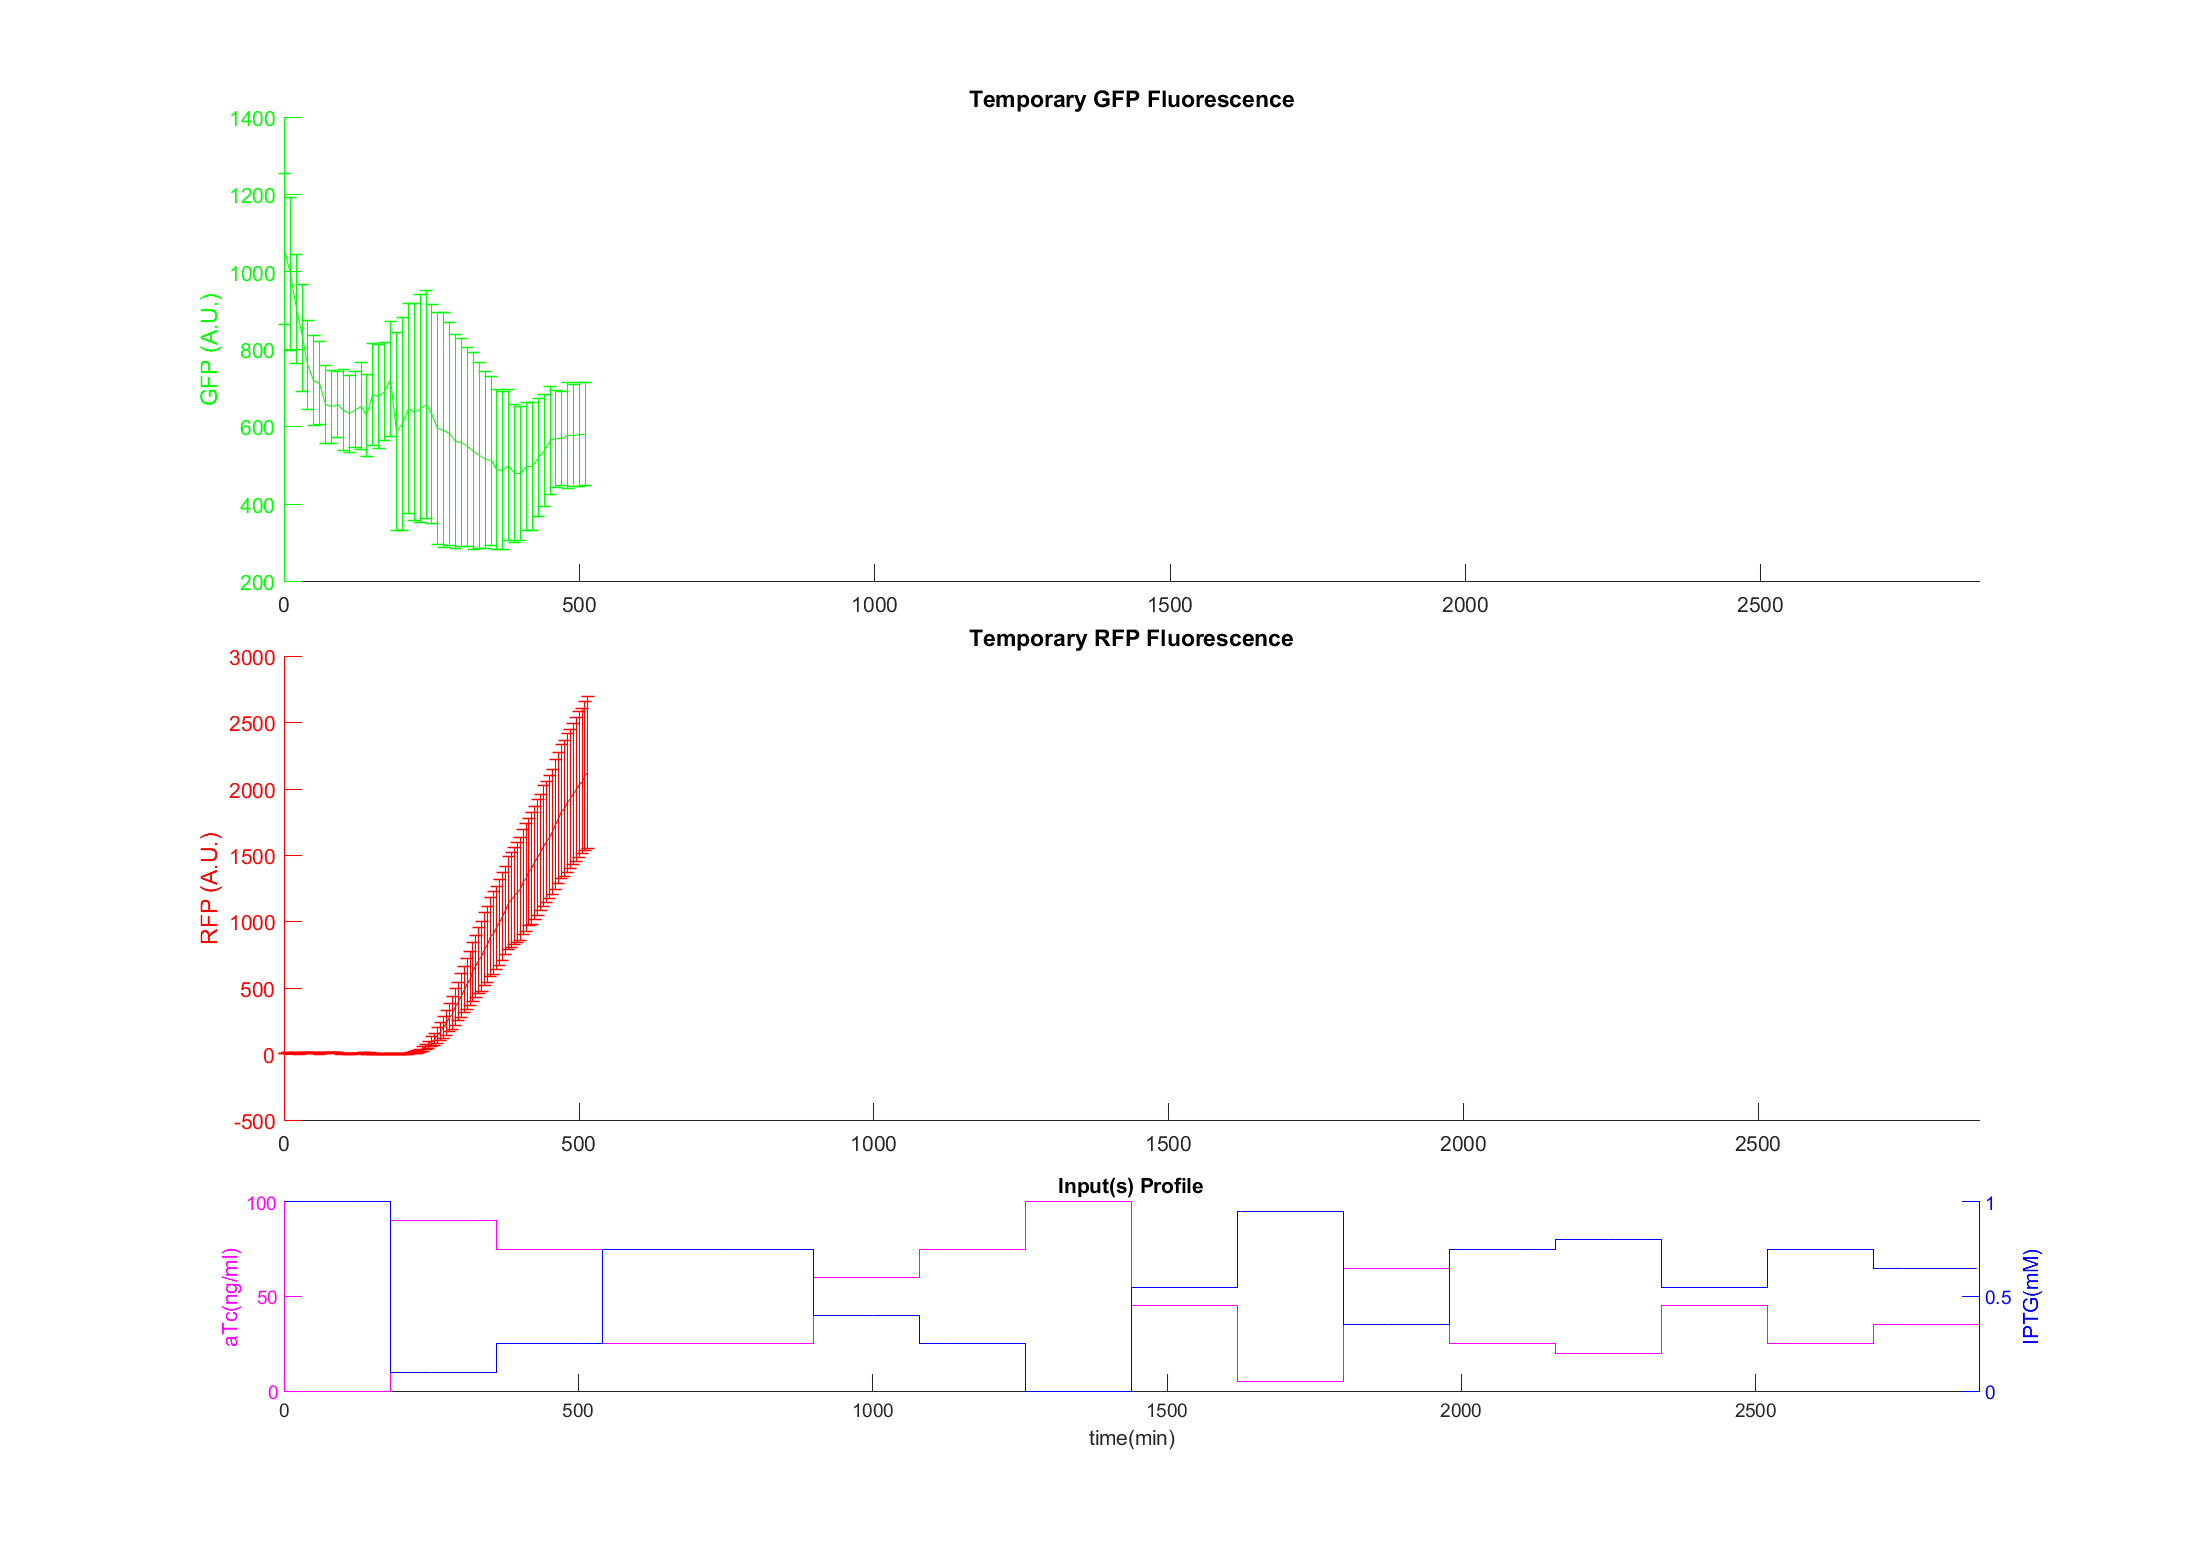 Temporary GFP Fluorescence
1400
1200
1000
800
600
400
200
GFP (A.U.)
0 500 1000 1500 2000 2500
Temporary RFP Fluorescence
3000
2500
2000
1500
1000
500
0
-500
RFP (A.U.)
0 500 1000 1500 2000 2500
Input(s) Profile
100
50
0
aTc(ng/ml)
1
0.5
0
IPTG(mM)
0 500 1000 1500 2000 2500
time(min)